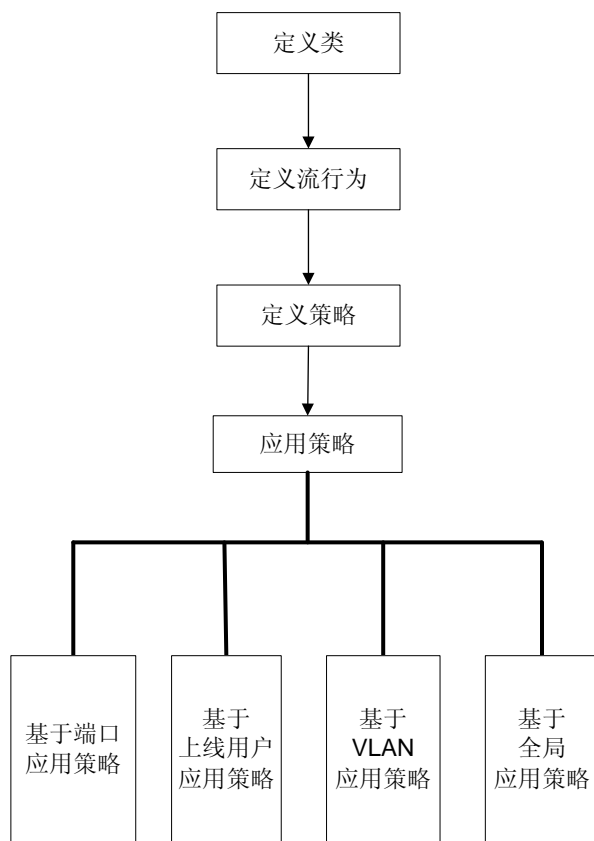 定义类
定义流行为
定义策略
应用策略
基于端口
应用策略
基于
上线用户
应用策略
基于
VLAN
应用策略
基于
全局
应用策略